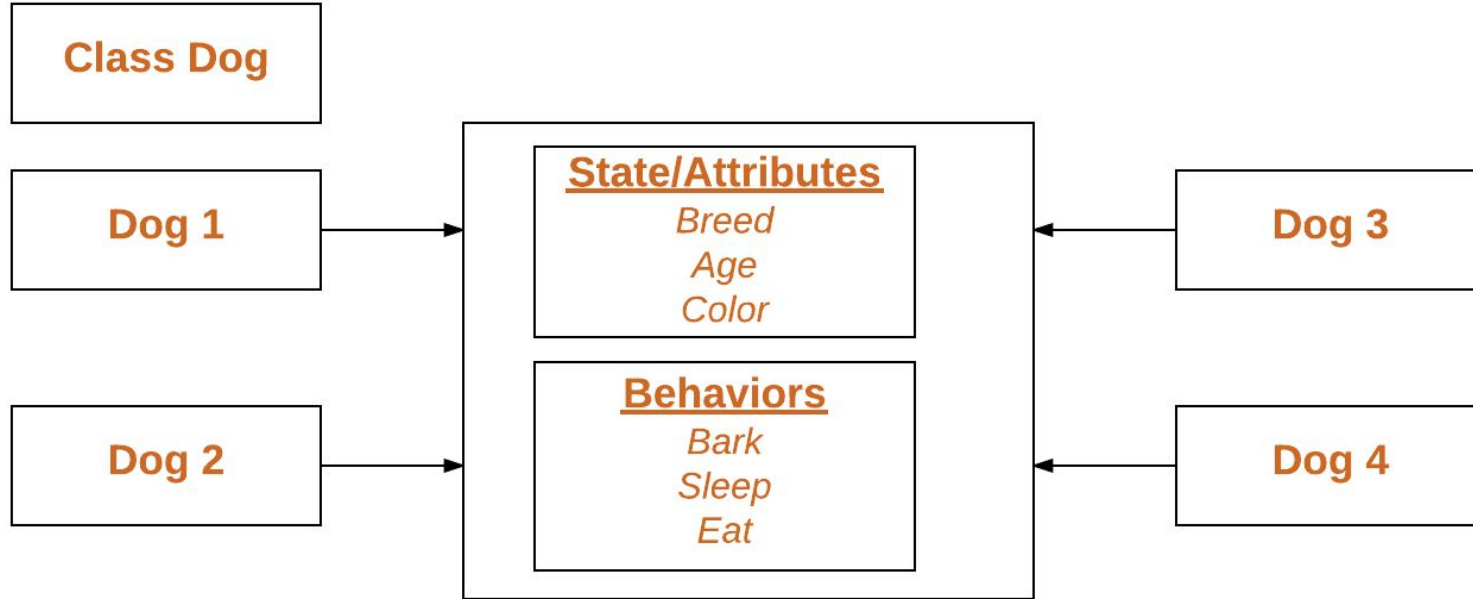 Class Dog
Dog 1
Dog 2
State/Attributes
Breed
Age
Color
Behaviors
Bark
Sleep
Eat
Dog 3
Dog 4